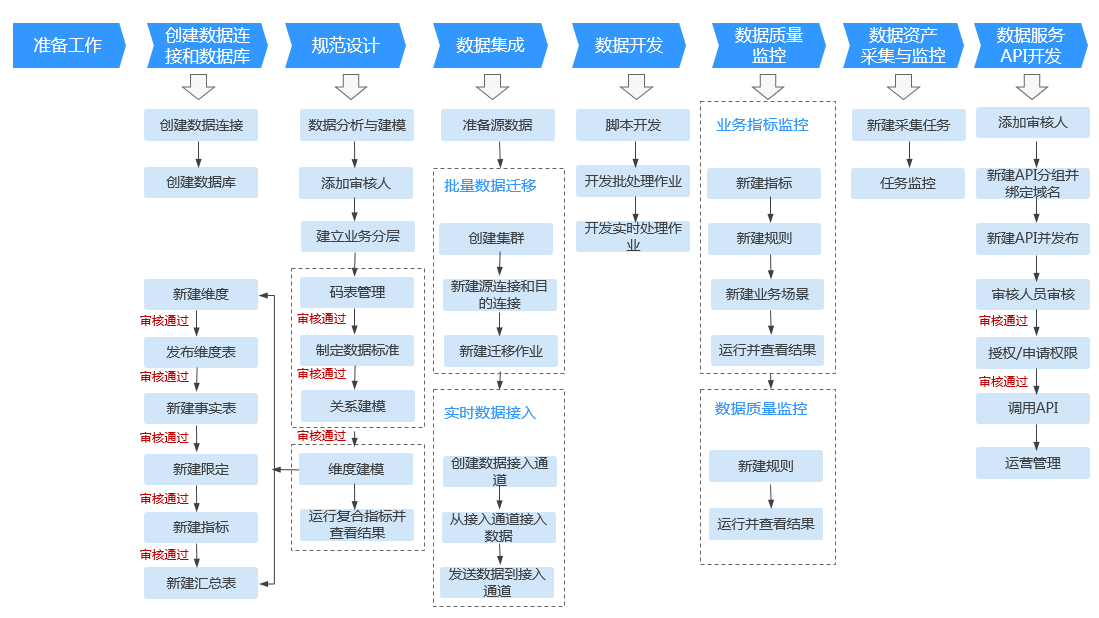 准备工作
创建数据连
接和数据库
规范设计
数据集成
数据开发
数据质量
监控
数据资产
采集与监控
数据服务
API开发
创建数据连接
创建数据库
新建维度
审核通过
发布维度表
审核通过
新建事实表
审核通过
新建限定
审核通过
新建指标
审核通过
新建汇总表
数据分析与建模
添加审核人
建立业务分层
码表管理
审核通过
制定数据标准
审核通过
关系建模
审核通过
维度建模
运行复合指标并
查看结果
准备源数据
批量数据迁移
创建集群
新建源连接和目
的连接
新建迁移作业
实时数据接入
创建数据接入通
道
从接入通道接入
数据
发送数据到接入
通道
脚本开发
开发批处理作业
开发实时处理作
业
业务指标监控
新建指标
新建规则
新建业务场景
运行并查看结果
数据质量监控
新建规则
运行并查看结果
新建采集任务
任务监控
添加审核人
新建API分组并
绑定域名
新建API并发布
审核人员审核
审核通过
授权/申请权限
审核通过
调用API
运营管理